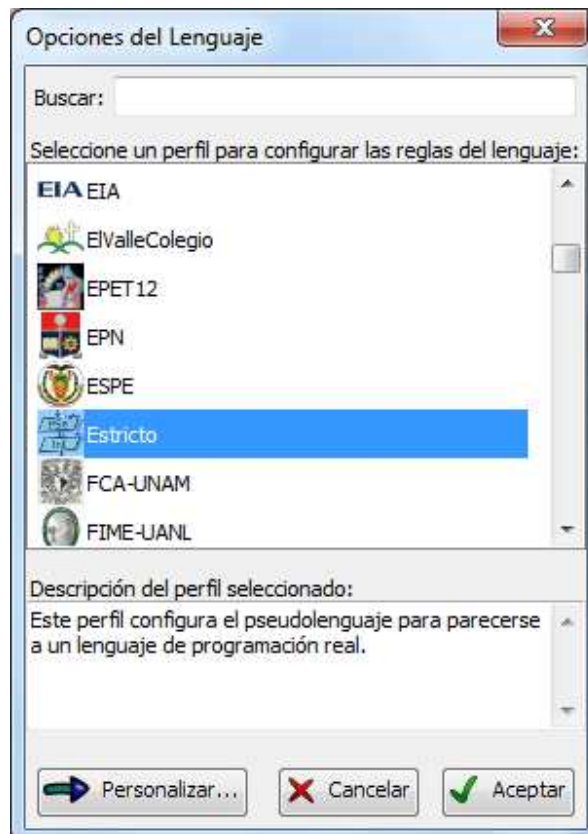 Opciones del Lenguaje
Buscar:
Seleccione un perfil para configurar las reglas del lenguaje:
EIA EIA
ElValleColegio
EPET12
EPN
ESPE
Estricto
FCA-UNAM
FIME-UANL
Descripción del perfil seleccionado:
Este perfil configura el pseudolenguaje para parecerse
a un lenguaje de programación real.
Personalizar... Cancelar Aceptar